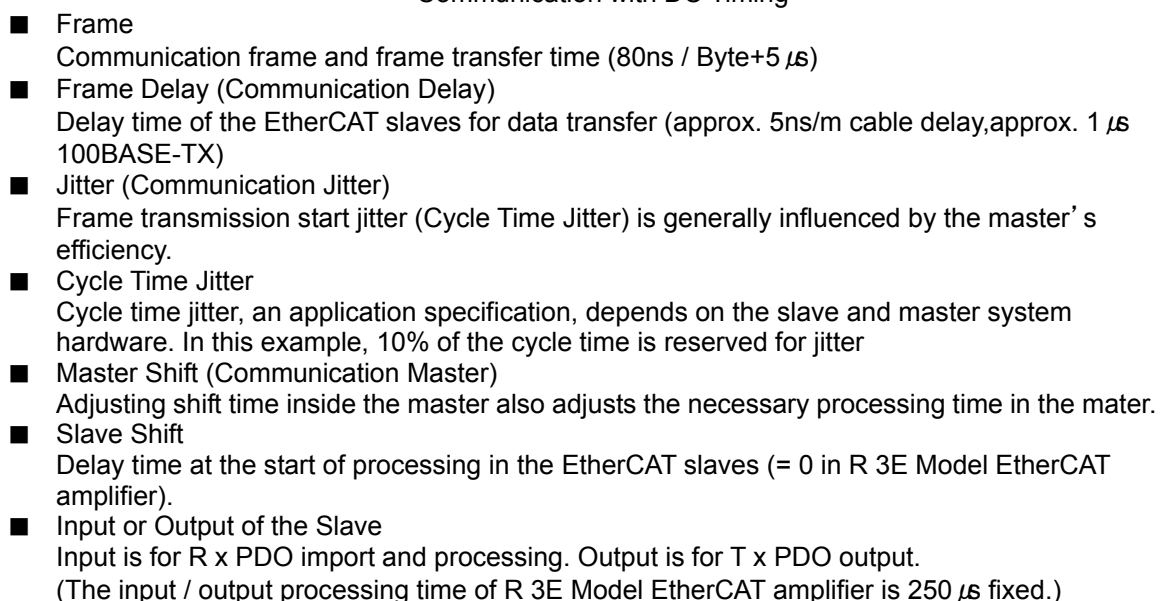 Communication with DC Timing
■ Frame
Communication frame and frame transfer time (80ns / Byte+5 μs)
■ Frame Delay (Communication Delay)
Delay time of the EtherCAT slaves for data transfer (approx. 5ns/m cable delay,approx. 1 μs
100BASE-TX)
■ Jitter (Communication Jitter)
Frame transmission start jitter (Cycle Time Jitter) is generally influenced by the master’s
efficiency.
■ Cycle Time Jitter
Cycle time jitter, an application specification, depends on the slave and master system
hardware. In this example, 10% of the cycle time is reserved for jitter
■ Master Shift (Communication Master)
Adjusting shift time inside the master also adjusts the necessary processing time in the mater.
■ Slave Shift
Delay time at the start of processing in the EtherCAT slaves (= 0 in R 3E Model EtherCAT
amplifier).
■ Input or Output of the Slave
Input is for R x PDO import and processing. Output is for T x PDO output.
(The input / output processing time of R 3E Model EtherCAT amplifier is 250 μs fixed.)